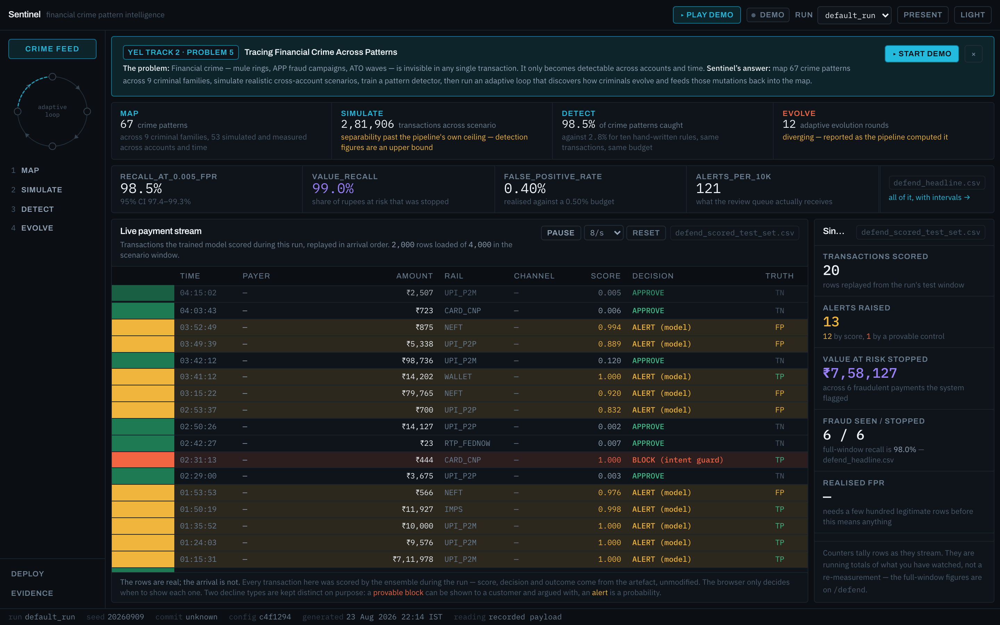 Sentinel financial crime pattern intelligence
▸ PLAY DEMO
DEMO
RUN
default_run
PRESENT
LIGHT
CRIME FEED
adaptive
loop
1 MAP
2 SIMULATE
3 DETECT
4 EVOLVE
DEPLOY
EVIDENCE
YEL TRACK 2 · PROBLEM 5 Tracing Financial Crime Across Patterns
▸ START DEMO
×
The problem: Financial crime — mule rings, APP fraud campaigns, ATO waves — is invisible in any single transaction. It only becomes detectable across accounts and time. Sentinel's answer: map 67 crime patterns
across 9 criminal families, simulate realistic cross-account scenarios, train a pattern detector, then run an adaptive loop that discovers how criminals evolve and feeds those mutations back into the map.
MAP
67 crime patterns
across 9 criminal families, 53 simulated and measured
across accounts and time
SIMULATE
2,81,906 transactions across scenario
separability past the pipeline's own ceiling — detection
figures are an upper bound
DETECT
98.5% of crime patterns caught
against 2.8% for ten hand-written rules, same
transactions, same budget
EVOLVE
12 adaptive evolution rounds
diverging — reported as the pipeline computed it
RECALL_AT_0.005_FPR
98.5%
95% CI 97.4–99.3%
VALUE_RECALL
99.0%
share of rupees at risk that was stopped
FALSE_POSITIVE_RATE
0.40%
realised against a 0.50% budget
ALERTS_PER_10K
121
what the review queue actually receives
defend_headline.csv
all of it, with intervals →
Live payment stream
Transactions the trained model scored during this run, replayed in arrival order. 2,000 rows loaded of 4,000 in the
scenario window.
PAUSE
8/s
RESET
defend_scored_test_set.csv
TIME PAYER AMOUNT RAIL CHANNEL SCORE DECISION TRUTH
04:15:02 — ₹2,507 UPI_P2M — 0.005 APPROVE TN
04:03:43 — ₹723 CARD_CNP — 0.006 APPROVE TN
03:52:49 — ₹875 NEFT — 0.994 ALERT (model) FP
03:49:39 — ₹5,338 UPI_P2P — 0.889 ALERT (model) FP
03:42:12 — ₹98,736 UPI_P2M — 0.120 APPROVE TN
03:41:12 — ₹14,202 WALLET — 1.000 ALERT (model) TP
03:15:22 — ₹79,765 NEFT — 0.920 ALERT (model) FP
02:53:37 — ₹700 UPI_P2P — 0.832 ALERT (model) FP
02:50:26 — ₹14,127 UPI_P2P — 0.002 APPROVE TN
02:42:27 — ₹23 RTP_FEDNOW — 0.007 APPROVE TN
02:31:13 — ₹444 CARD_CNP — 1.000 BLOCK (intent guard) TP
02:29:00 — ₹3,675 UPI_P2P — 0.003 APPROVE TN
01:53:53 — ₹566 NEFT — 0.976 ALERT (model) FP
01:50:19 — ₹11,927 IMPS — 0.998 ALERT (model) TP
01:35:52 — ₹10,000 UPI_P2M — 1.000 ALERT (model) TP
01:24:03 — ₹9,576 UPI_P2M — 1.000 ALERT (model) TP
01:15:31 — ₹7,11,978 UPI_P2M — 1.000 ALERT (model) TP
The rows are real; the arrival is not. Every transaction here was scored by the ensemble during the run — score, decision and outcome come from the artefact, unmodified. The browser only decides
when to show each one. Two decline types are kept distinct on purpose: a provable block can be shown to a customer and argued with, an alert is a probability.
Sin...
defend_scored_test_set.csv
TRANSACTIONS SCORED
20
rows replayed from the run's test window
ALERTS RAISED
13
12 by score, 1 by a provable control
VALUE AT RISK STOPPED
₹7,58,127
across 6 fraudulent payments the system
flagged
FRAUD SEEN / STOPPED
6 / 6
full-window recall is 98.0% —
defend_headline.csv
REALISED FPR
—
needs a few hundred legitimate rows before
this means anything
Counters tally rows as they stream. They are
running totals of what you have watched, not a
re-measurement — the full-window figures are
on /defend.
run default_run seed 20260909 commit unknown config c4f1294 generated 23 Aug 2026 22:14 IST reading recorded payload